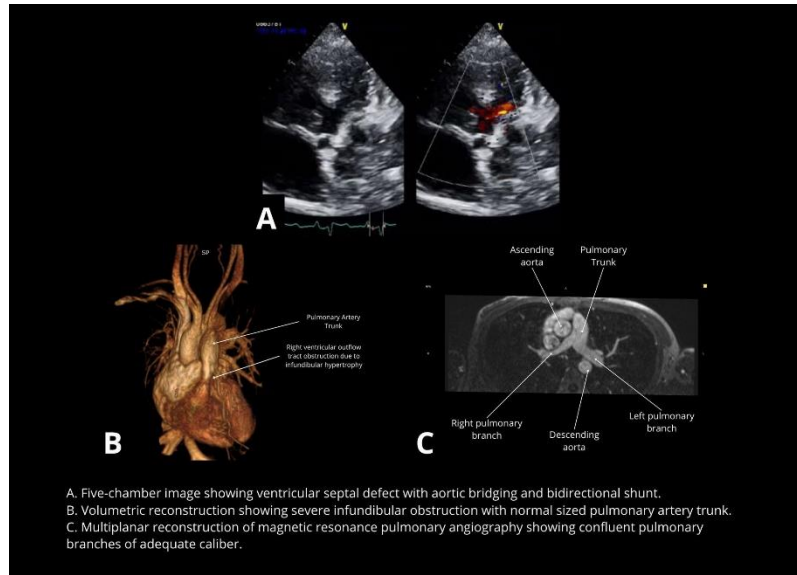 V
V
A
SP
Pulmonary Artery
Trunk
Right ventricular outflow
tract obstruction due to
infundibular hypertrophy
B
Ascending
aorta
Pulmonary
Trunk
Right pulmonary
branch
Descending
aorta
Left pulmonary
branch
C
A. Five-chamber image showing ventricular septal defect with aortic bridging and bidirectional shunt.
B. Volumetric reconstruction showing severe infundibular obstruction with normal sized pulmonary artery trunk.
C. Multiplanar reconstruction of magnetic resonance pulmonary angiography showing confluent pulmonary
branches of adequate caliber.